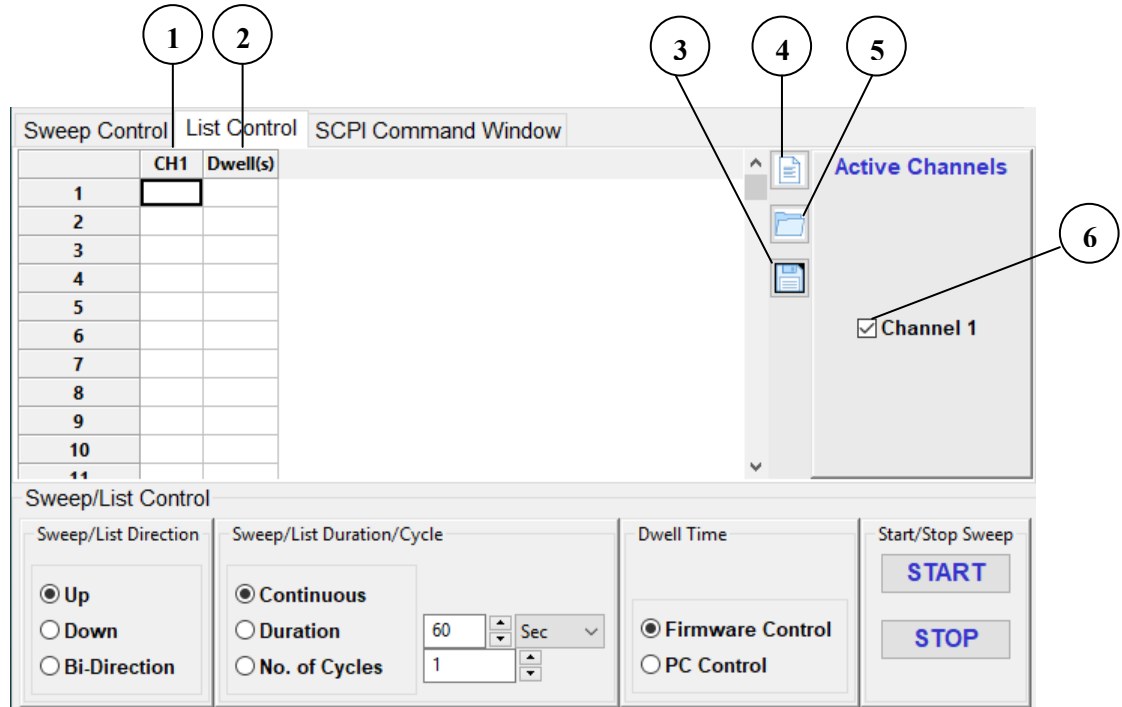 1 2 3 4 5
Sweep Control List Control SCPI Command Window
CH1 Dwell(s)
Active Channels
1
2
3
4
5
6
7
8
9
10
11
6
Channel 1
Sweep/List Control
Sweep/List Direction
Up
Down
Bi-Direction
Sweep/List Duration/Cycle
Continuous
Duration 60 Sec
No. of Cycles 1
Dwell Time
Firmware Control
PC Control
Start/Stop Sweep
START
STOP